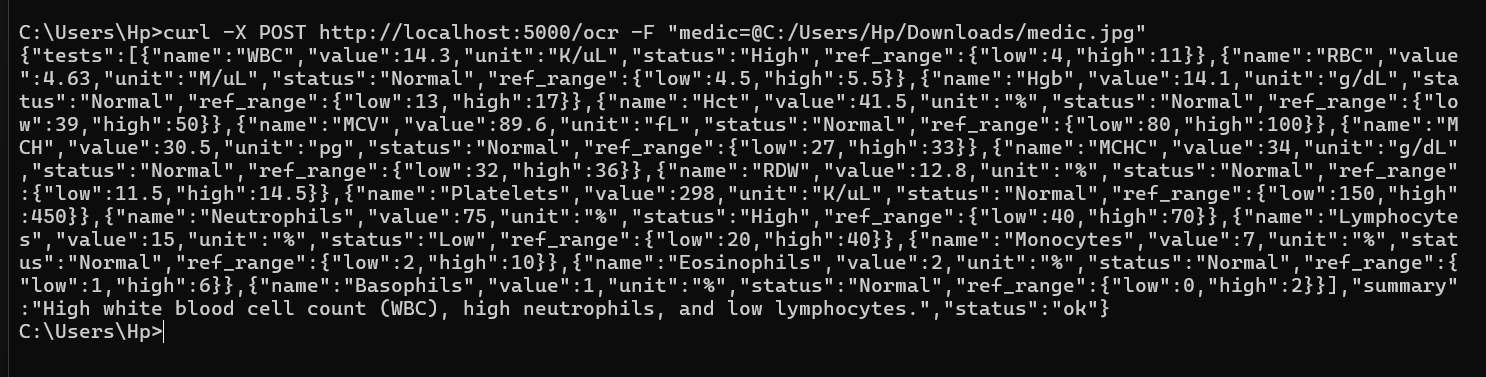 C:\Users\Hp>curl -X POST http://localhost:5000/ocr -F "medic=@C:/Users/Hp/Downloads/medic.jpg"
{"tests":[{"name":"WBC","value":14.3,"unit":"K/uL","status":"High","ref_range":{"low":4,"high":11}},{"name":"RBC","value
":4.63,"unit":"M/uL","status":"Normal","ref_range":{"low":4.5,"high":5.5}},{"name":"Hgb","value":14.1,"unit":"g/dL","sta
tus":"Normal","ref_range":{"low":13,"high":17}},{"name":"Hct","value":41.5,"unit":"%","status":"Normal","ref_range":{"lo
w":39,"high":50}},{"name":"MCV","value":89.6,"unit":"fL","status":"Normal","ref_range":{"low":80,"high":100}},{"name":"M
CH","value":30.5,"unit":"pg","status":"Normal","ref_range":{"low":27,"high":33}},{"name":"MCHC","value":34,"unit":"g/dL"
,"status":"Normal","ref_range":{"low":32,"high":36}},{"name":"RDW","value":12.8,"unit":"%","status":"Normal","ref_range"
:{"low":11.5,"high":14.5}},{"name":"Platelets","value":298,"unit":"K/uL","status":"Normal","ref_range":{"low":150,"high"
:450}},{"name":"Neutrophils","value":75,"unit":"%","status":"High","ref_range":{"low":40,"high":70}},{"name":"Lymphocyte
s","value":15,"unit":"%","status":"Low","ref_range":{"low":20,"high":40}},{"name":"Monocytes","value":7,"unit":"%","stat
us":"Normal","ref_range":{"low":2,"high":10}},{"name":"Eosinophils","value":2,"unit":"%","status":"Normal","ref_range":{
"low":1,"high":6}},{"name":"Basophils","value":1,"unit":"%","status":"Normal","ref_range":{"low":0,"high":2}}],"summary"
:"High white blood cell count (WBC), high neutrophils, and low lymphocytes.","status":"ok"}
C:\Users\Hp>